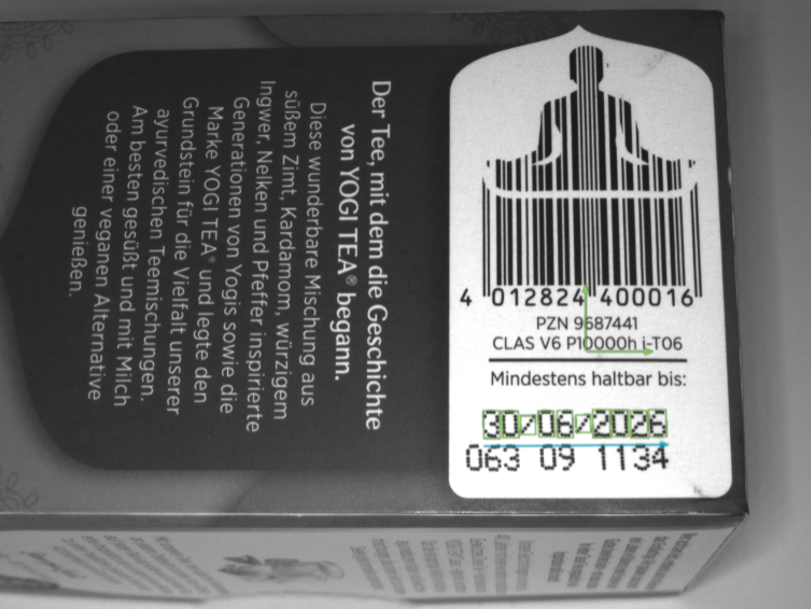 Der Tee, mit dem die Geschichte
von YOGI TEA® begann.
Diese wunderbare Mischung aus
süßem Zimt, Kardamom, würzigem
Ingwer, Nelken und Pfeffer inspirierte
Generationen von Yogis sowie die
Marke YOGI TEA® und legte den
Grundstein für die Vielfalt unserer
ayurvedischen Teemischungen.
Am besten gesüßt und mit Milch
oder einer veganen Alternative
genießen.
4 012824 400016
PZN 9687441
CLAS V6 P10000h i-T06
Mindestens haltbar bis:
30/06/2026
063 09 1134